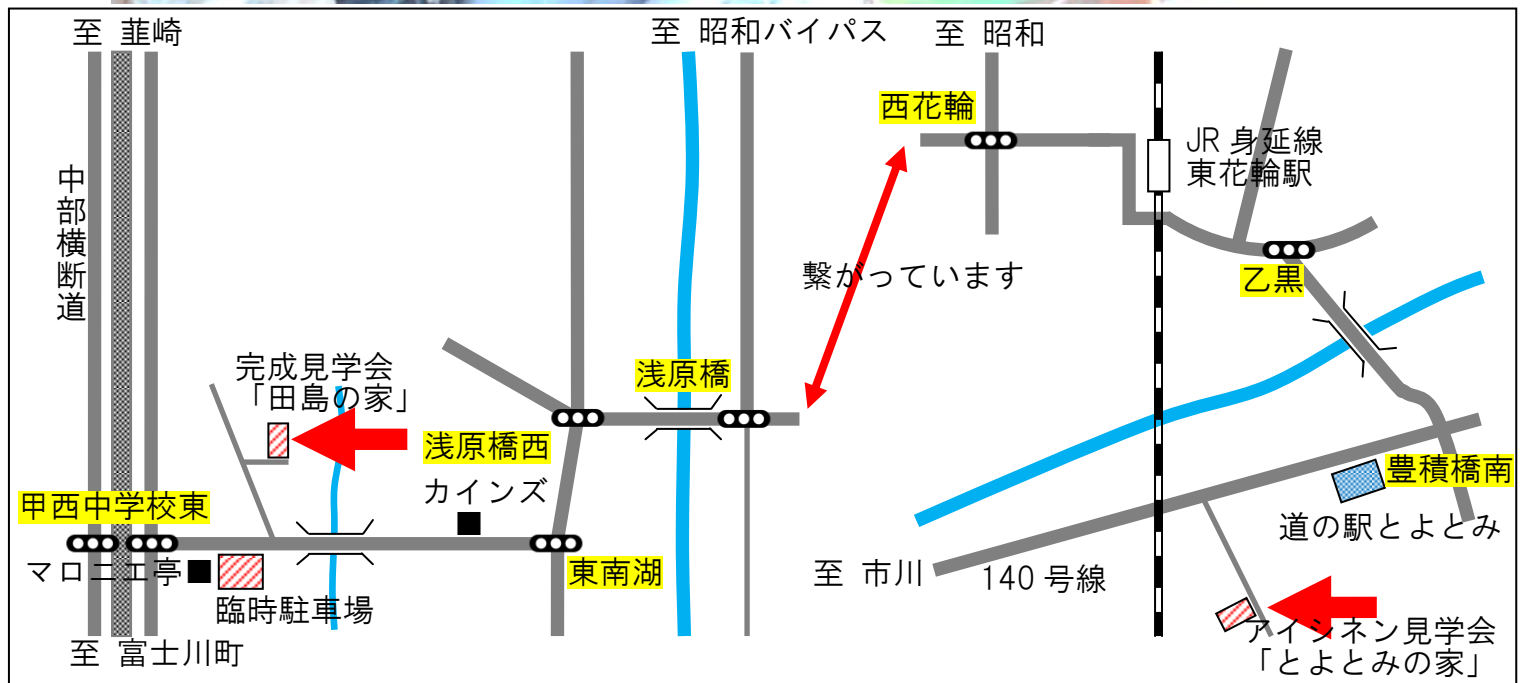 至 韮崎
至 昭和バイパス
至 昭和
西花輪
JR 身延線
東花輪駅
中部横断道
繋がっています
乙黒
完成見学会
「田島の家」
浅原橋
浅原橋西
カインズ
豊積橋南
甲西中学校東
道の駅とよとみ
マロニエ亭
東南湖
至 市川
140 号線
臨時駐車場
アイシネン見学会
「とよとみの家」
至 富士川町